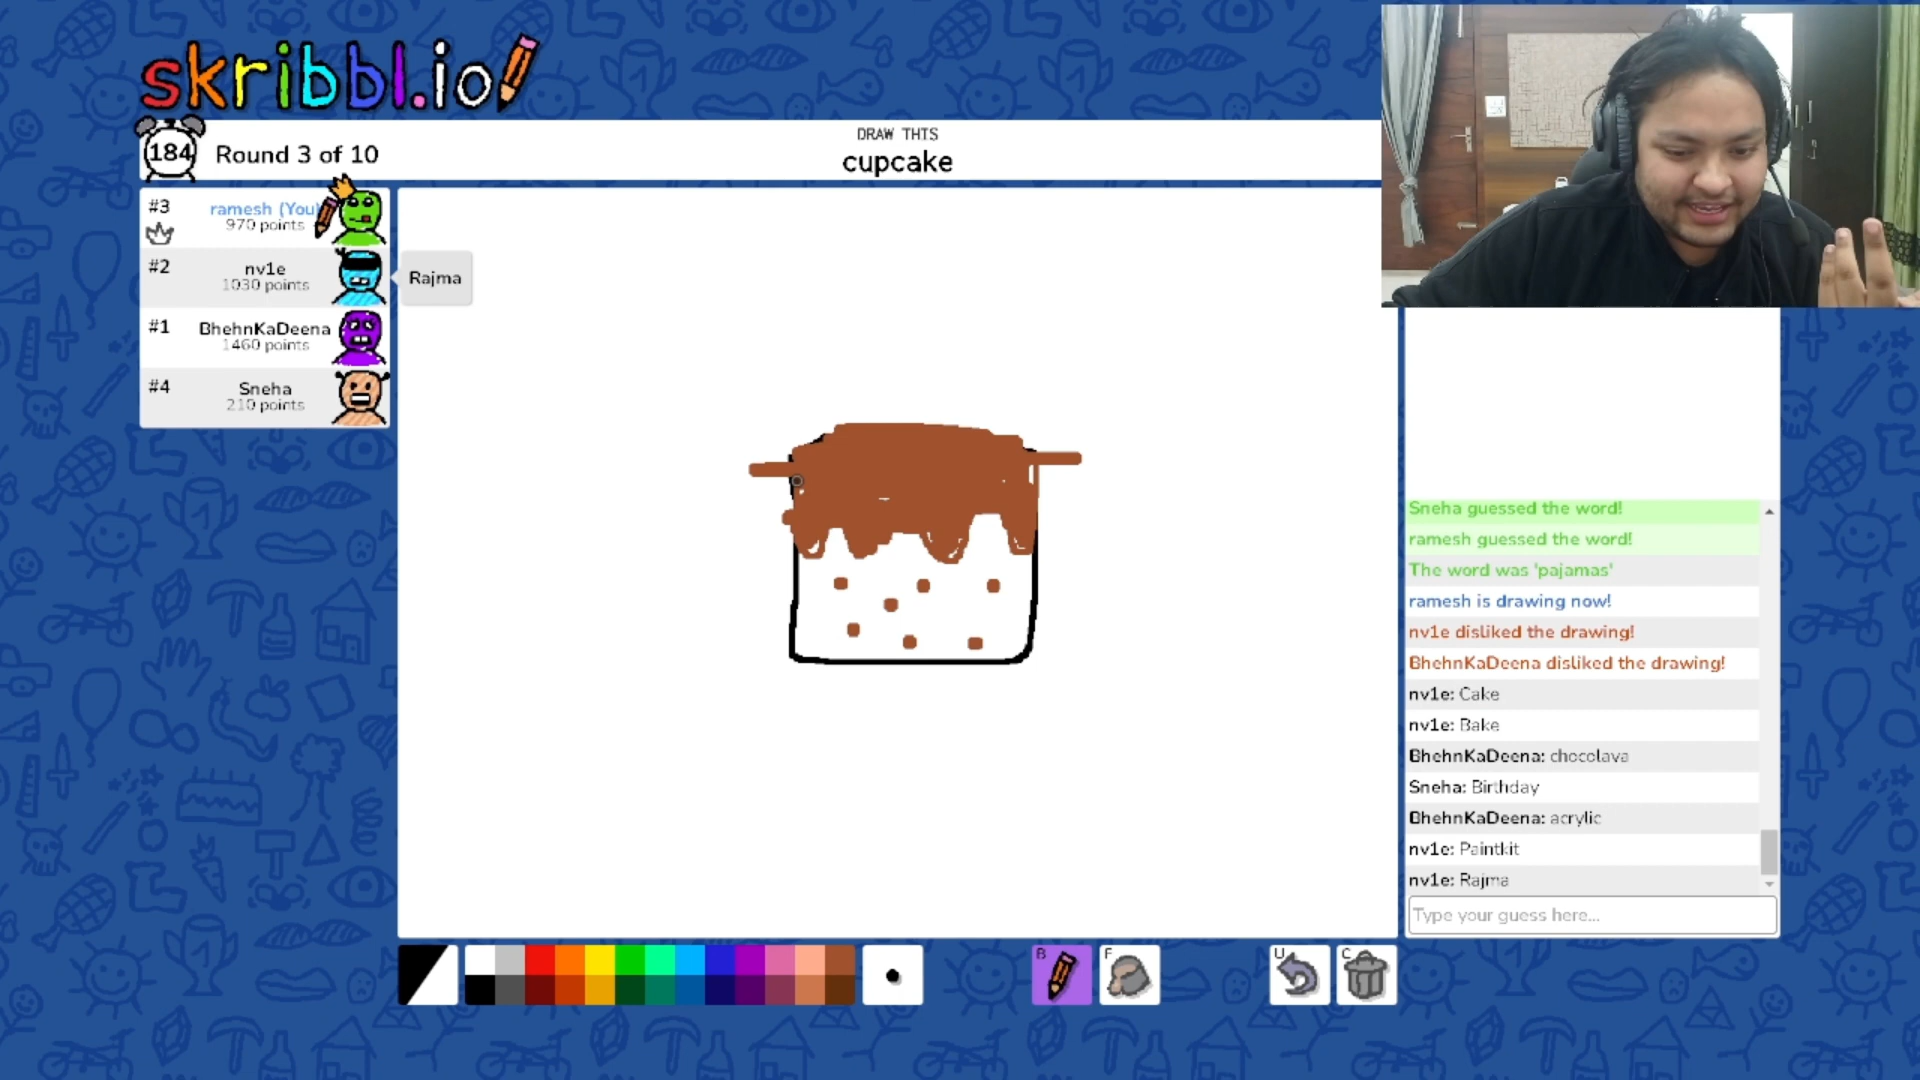 skribbl.io
184
Round 3 of 10
DRAW THIS
cupcake
#3
ramesh (You)
970 points
#2
nv1e
1030 points
Rajma
#1
BhehnKaDeena
1460 points
#4
Sneha
210 points
Sneha guessed the word!
ramesh guessed the word!
The word was 'pajamas'
ramesh is drawing now!
nv1e disliked the drawing!
BhehnKaDeena disliked the drawing!
nv1e: Cake
nv1e: Bake
BhehnKaDeena: chocolava
Sneha: Birthday
BhehnKaDeena: acrylic
nv1e: Paintkit
nv1e: Rajma
Type your guess here...
B
F
U
C